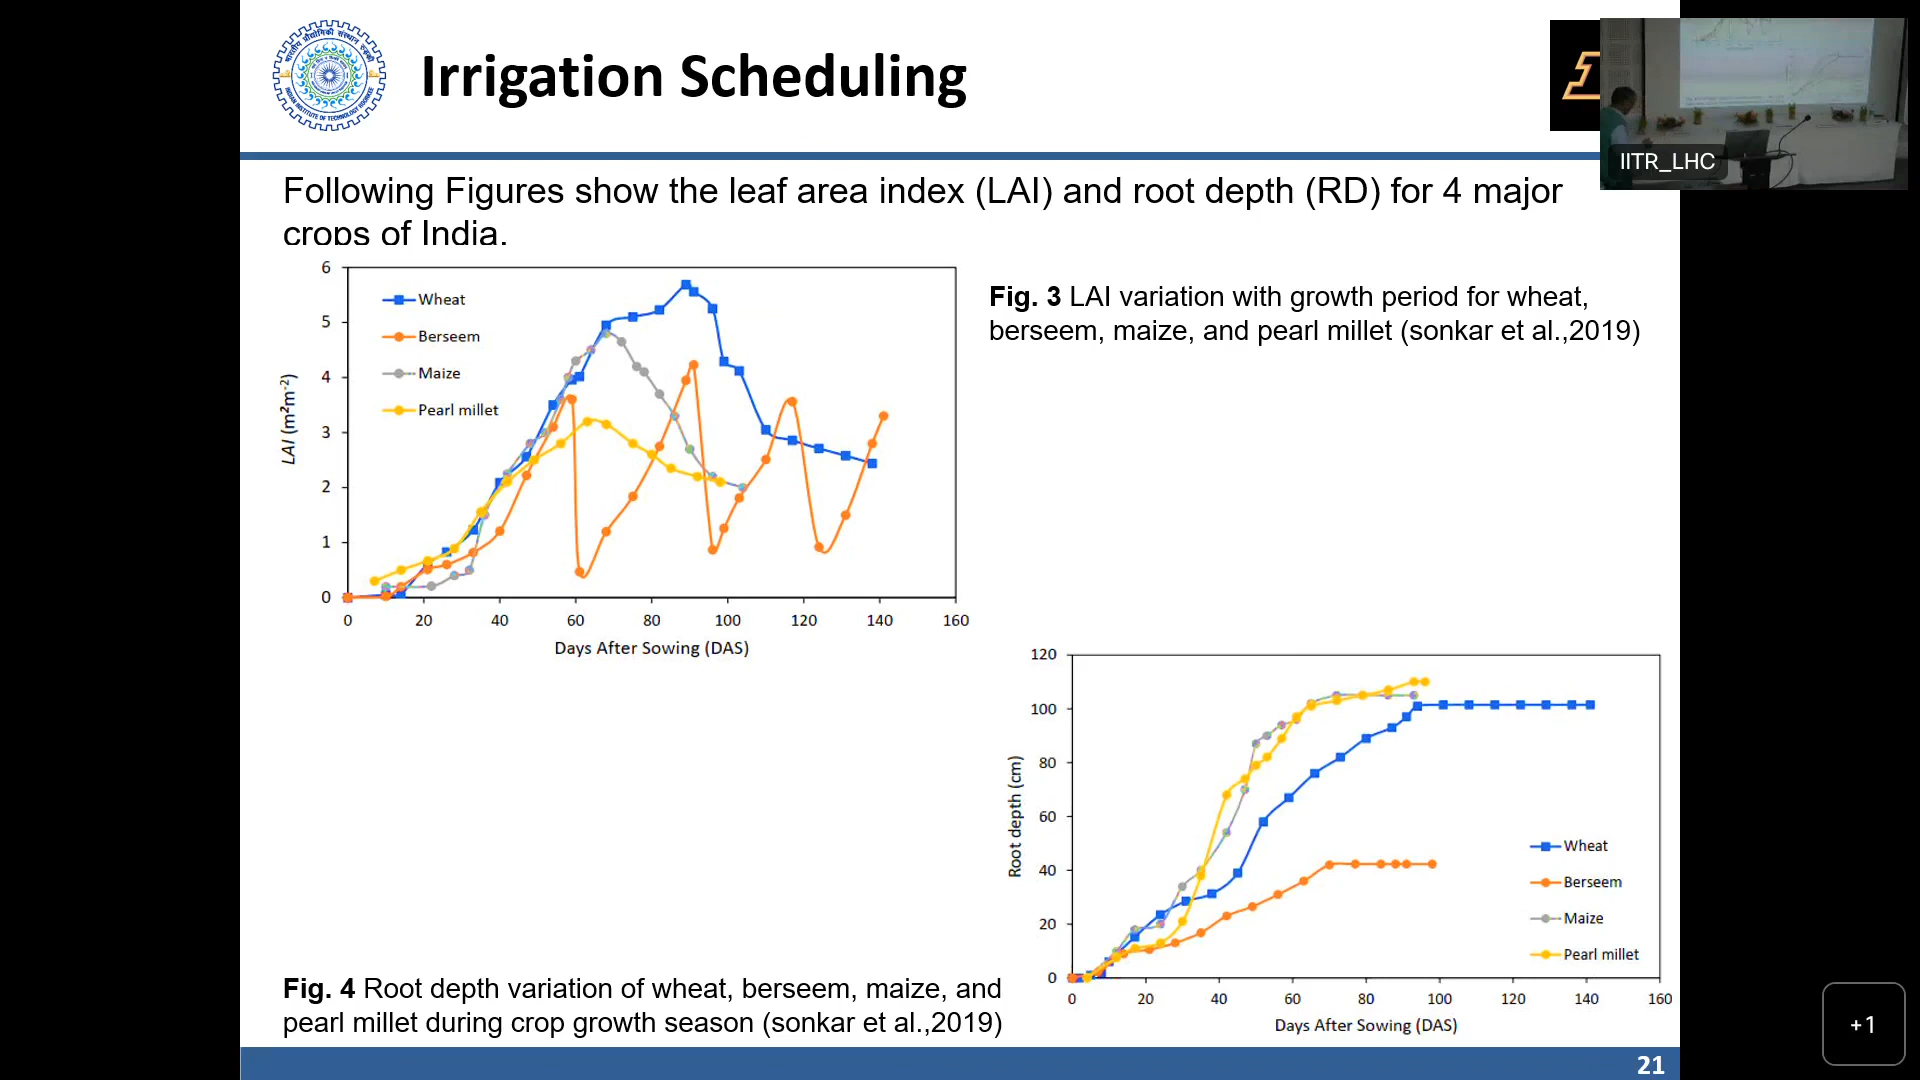 Irrigation Scheduling
IITR_LHC
Following Figures show the leaf area index (LAI) and root depth (RD) for 4 major
crops of India.
6
5
4
3
2
1
0
LAI (m²m⁻²)
Wheat
Berseem
Maize
Pearl millet
0 20 40 60 80 100 120 140 160
Days After Sowing (DAS)
Fig. 3 LAI variation with growth period for wheat,
berseem, maize, and pearl millet (sonkar et al.,2019)
120
100
80
60
40
20
0
Root depth (cm)
Wheat
Berseem
Maize
Pearl millet
0 20 40 60 80 100 120 140 160
Days After Sowing (DAS)
Fig. 4 Root depth variation of wheat, berseem, maize, and
pearl millet during crop growth season (sonkar et al.,2019)
+1
21